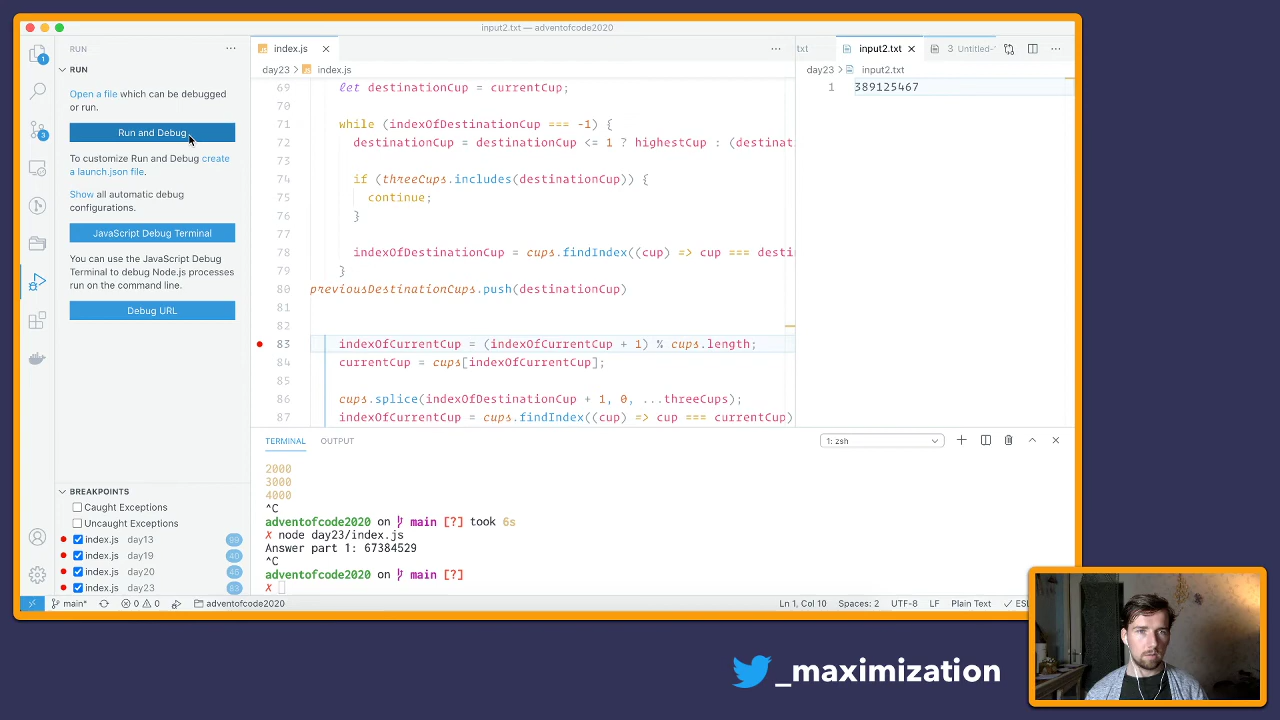 input2.txt — adventofcode2020
RUN
RUN
Open a file which can be debugged
or run.
Run and Debug
To customize Run and Debug create
a launch.json file.
Show all automatic debug
configurations.
JavaScript Debug Terminal
You can use the JavaScript Debug
Terminal to debug Node.js processes
run on the command line.
Debug URL
BREAKPOINTS
Caught Exceptions
Uncaught Exceptions
index.js day13
index.js day19
index.js day20
index.js day23
index.js
day23 > index.js
69 let destinationCup = currentCup;
70
71 while (indexOfDestinationCup === -1) {
72 destinationCup = destinationCup <= 1 ? highestCup : (destinat
73
74 if (threeCups.includes(destinationCup)) {
75 continue;
76 }
77
78 indexOfDestinationCup = cups.findIndex((cup) => cup === desti
79 }
80 previousDestinationCups.push(destinationCup)
81
82
83 indexOfCurrentCup = (indexOfCurrentCup + 1) % cups.length;
84 currentCup = cups[indexOfCurrentCup];
85
86 cups.splice(indexOfDestinationCup + 1, 0, ...threeCups);
87 indexOfCurrentCup = cups.findIndex((cup) => cup === currentCup)
txt input2.txt 3 Untitled-
day23 > input2.txt
1 389125467
TERMINAL OUTPUT 1: zsh
2000
3000
4000
^C
adventofcode2020 on main [?] took 6s
✗ node day23/index.js
Answer part 1: 67384529
^C
adventofcode2020 on main [?]
✗
main* 0 0 adventofcode2020 Ln 1, Col 10 Spaces: 2 UTF-8 LF Plain Text
_maximization